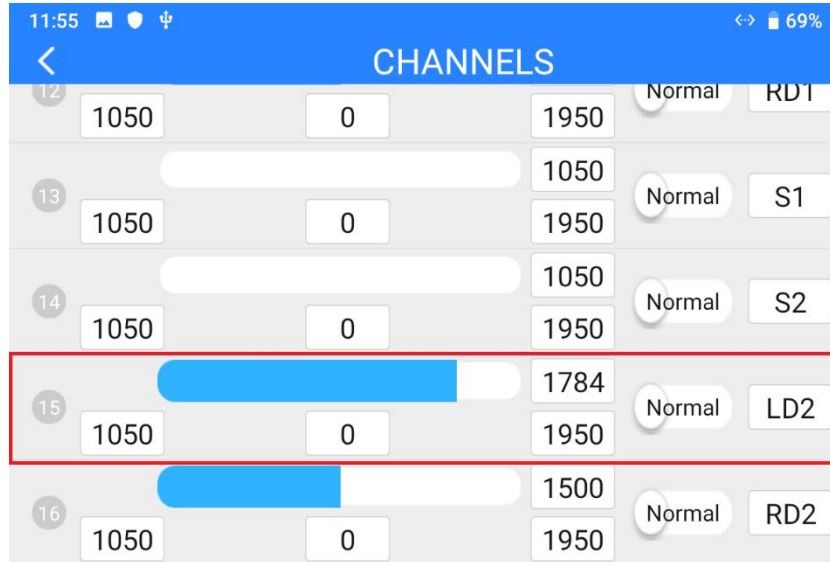 11:55 69%
CHANNELS
12 Normal RD1
1050 0 1950
1050
13 Normal S1
1050 0 1950
1050
14 Normal S2
1050 0 1950
1784
15 Normal LD2
1050 0 1950
1500
16 Normal RD2
1050 0 1950